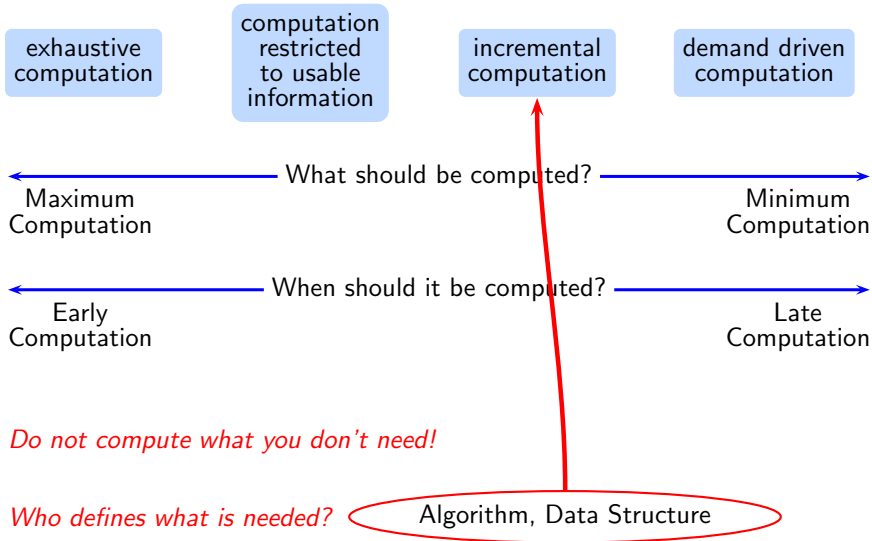 exhaustive
computation
computation
restricted
to usable
information
incremental
computation
demand driven
computation
What should be computed?
Maximum
Computation
Minimum
Computation
When should it be computed?
Early
Computation
Late
Computation
Do not compute what you don't need!
Who defines what is needed?
Algorithm, Data Structure